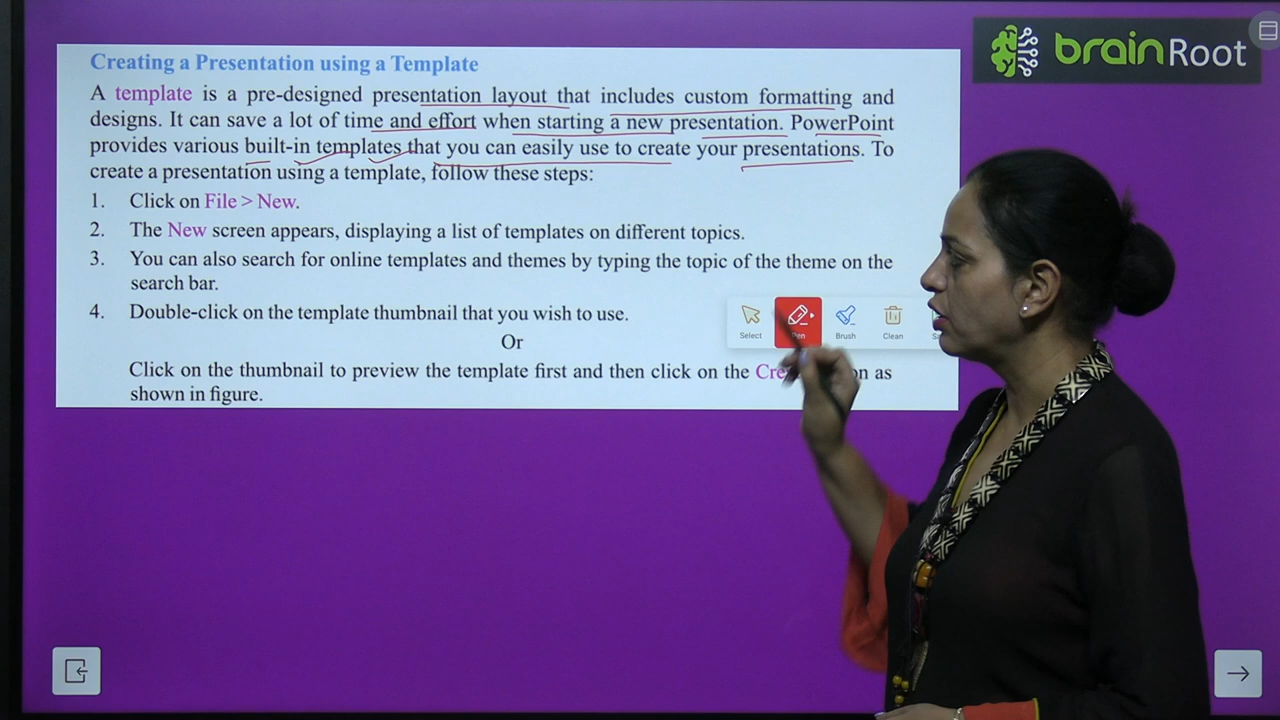 brainRoot
Creating a Presentation using a Template
A template is a pre-designed presentation layout that includes custom formatting and
designs. It can save a lot of time and effort when starting a new presentation. PowerPoint
provides various built-in templates that you can easily use to create your presentations. To
create a presentation using a template, follow these steps:
1. Click on File > New.
2. The New screen appears, displaying a list of templates on different topics.
3. You can also search for online templates and themes by typing the topic of the theme on the
search bar.
4. Double-click on the template thumbnail that you wish to use.
Select Pen Brush Clean
Or
Click on the thumbnail to preview the template first and then click on the as
shown in figure.